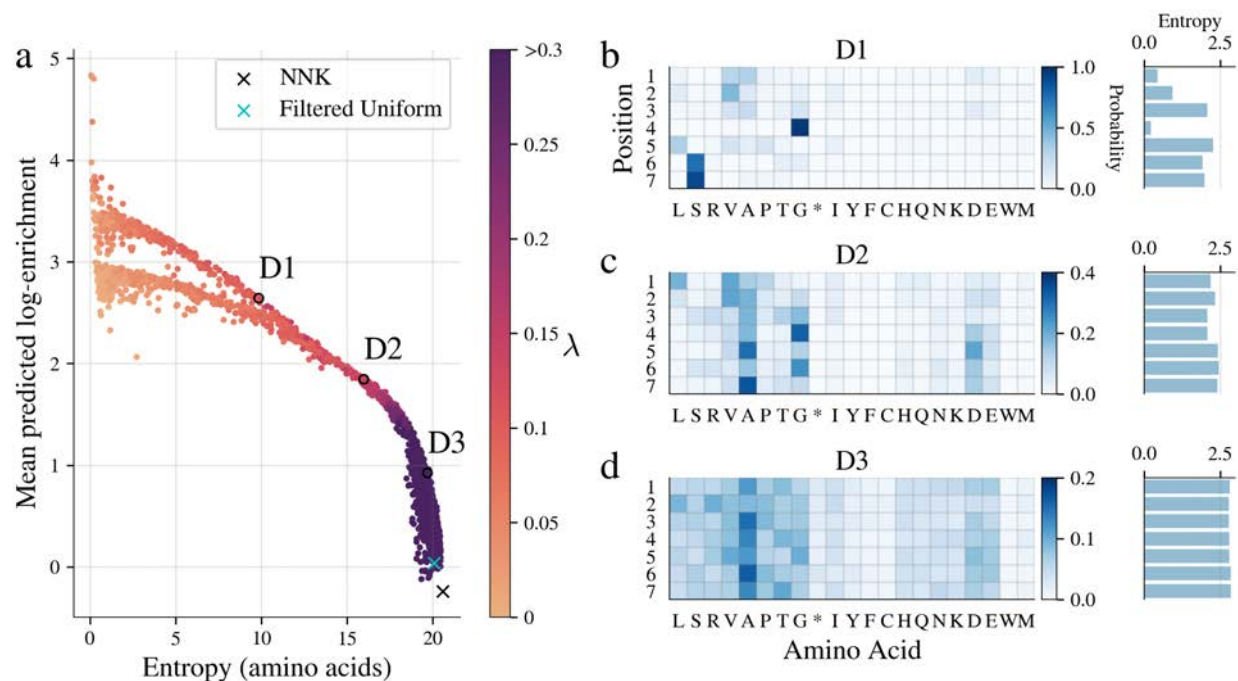 a
5
4
3
2
1
0
Mean predicted log-enrichment
0 5 10 15 20
Entropy (amino acids)
NNK
Filtered Uniform
D1
D2
D3
>0.3
0.25
0.2
0.15
0.1
0.05
0
λ
b
D1
Position
1
2
3
4
5
6
7
L S R V A P T G * I Y F C H Q N K D E W M
1.0
0.5
0.0
Probability
Entropy
0.0 2.5
c
D2
1
2
3
4
5
6
7
L S R V A P T G * I Y F C H Q N K D E W M
0.4
0.2
0.0
0.0 2.5
d
D3
1
2
3
4
5
6
7
L S R V A P T G * I Y F C H Q N K D E W M
Amino Acid
0.2
0.1
0.0
0.0 2.5